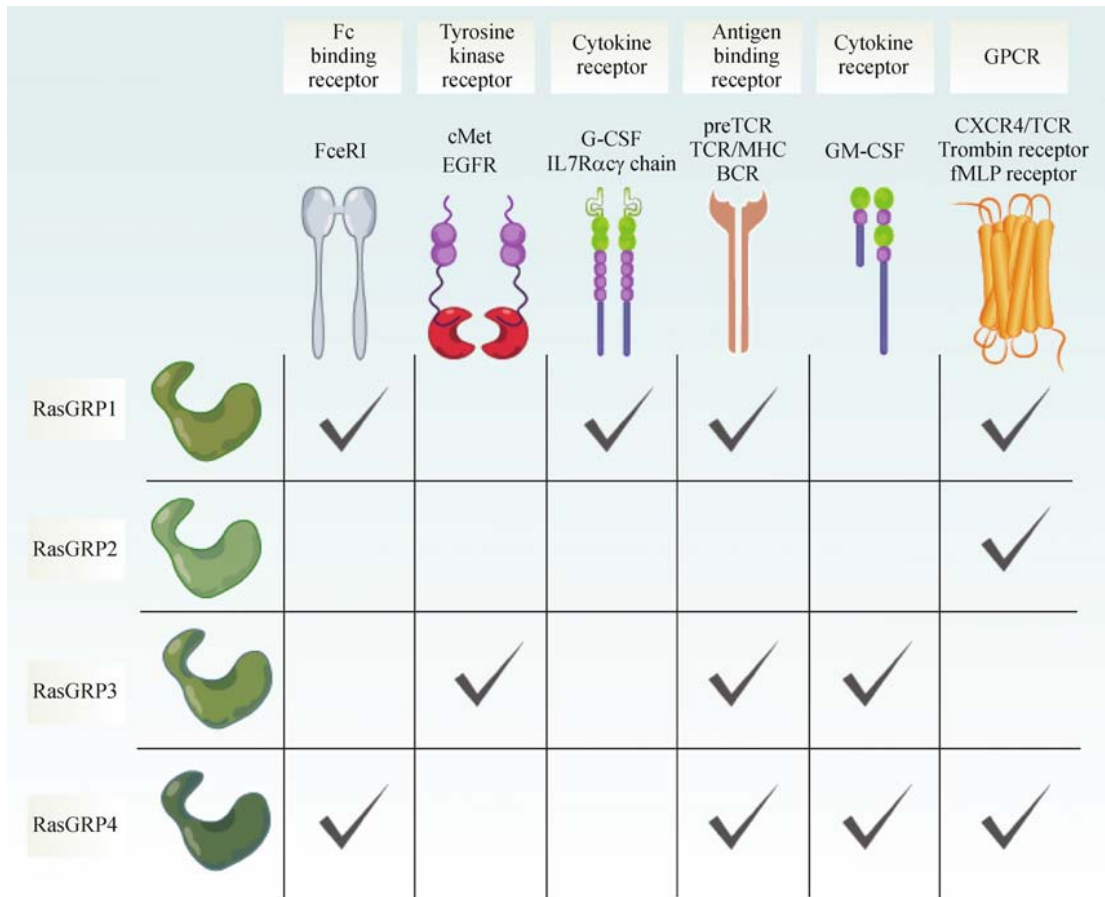 Fc
binding
receptor
Tyrosine
kinase
receptor
Cytokine
receptor
Antigen
binding
receptor
Cytokine
receptor
GPCR
FceRI
cMet
EGFR
G-CSF
IL7Rαcγ chain
preTCR
TCR/MHC
BCR
GM-CSF
CXCR4/TCR
Trombin receptor
fMLP receptor
RasGRP1
RasGRP2
RasGRP3
RasGRP4